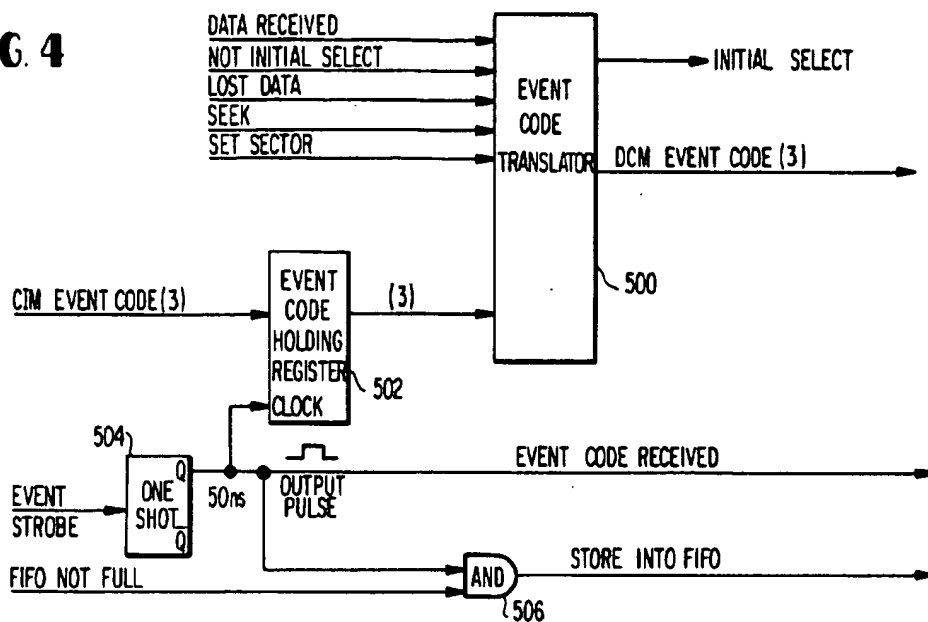 G. 4
DATA RECEIVED
NOT INITIAL SELECT
LOST DATA
SEEK
SET SECTOR
EVENT
CODE
TRANSLATOR
INITIAL SELECT
DCM EVENT CODE (3)
500
CIM EVENT CODE (3)
EVENT
CODE
HOLDING
REGISTER
CLOCK
(3)
502
504
EVENT
STROBE
ONE
SHOT
Q
Q̅
50ns
OUTPUT
PULSE
EVENT CODE RECEIVED
FIFO NOT FULL
AND
506
STORE INTO FIFO